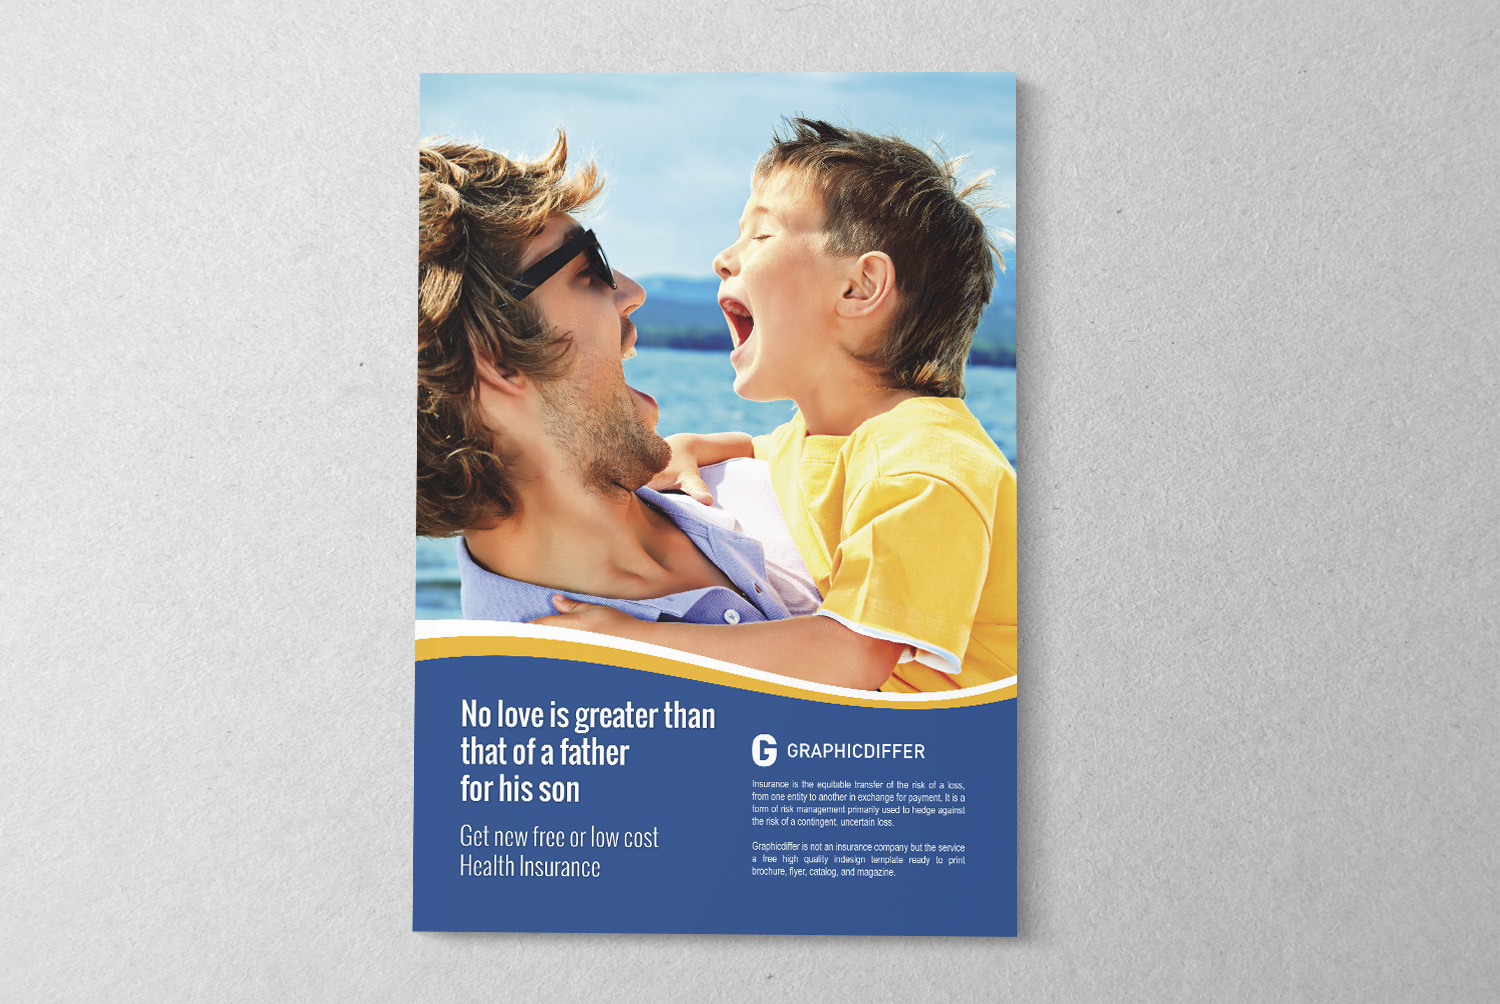 No love is greater than
that of a father
for his son
Get new free or low cost
Health Insurance
G GRAPHICDIFFER
Insurance is the equitable transfer of the risk of a loss,
from one entity to another in exchange for payment. It is a
form of risk management primarily used to hedge against
the risk of a contingent, uncertain loss.
Graphicdiffer is not an insurance company but the service
a free high quality indesign template ready to print
brochure, flyer, catalog, and magazine.